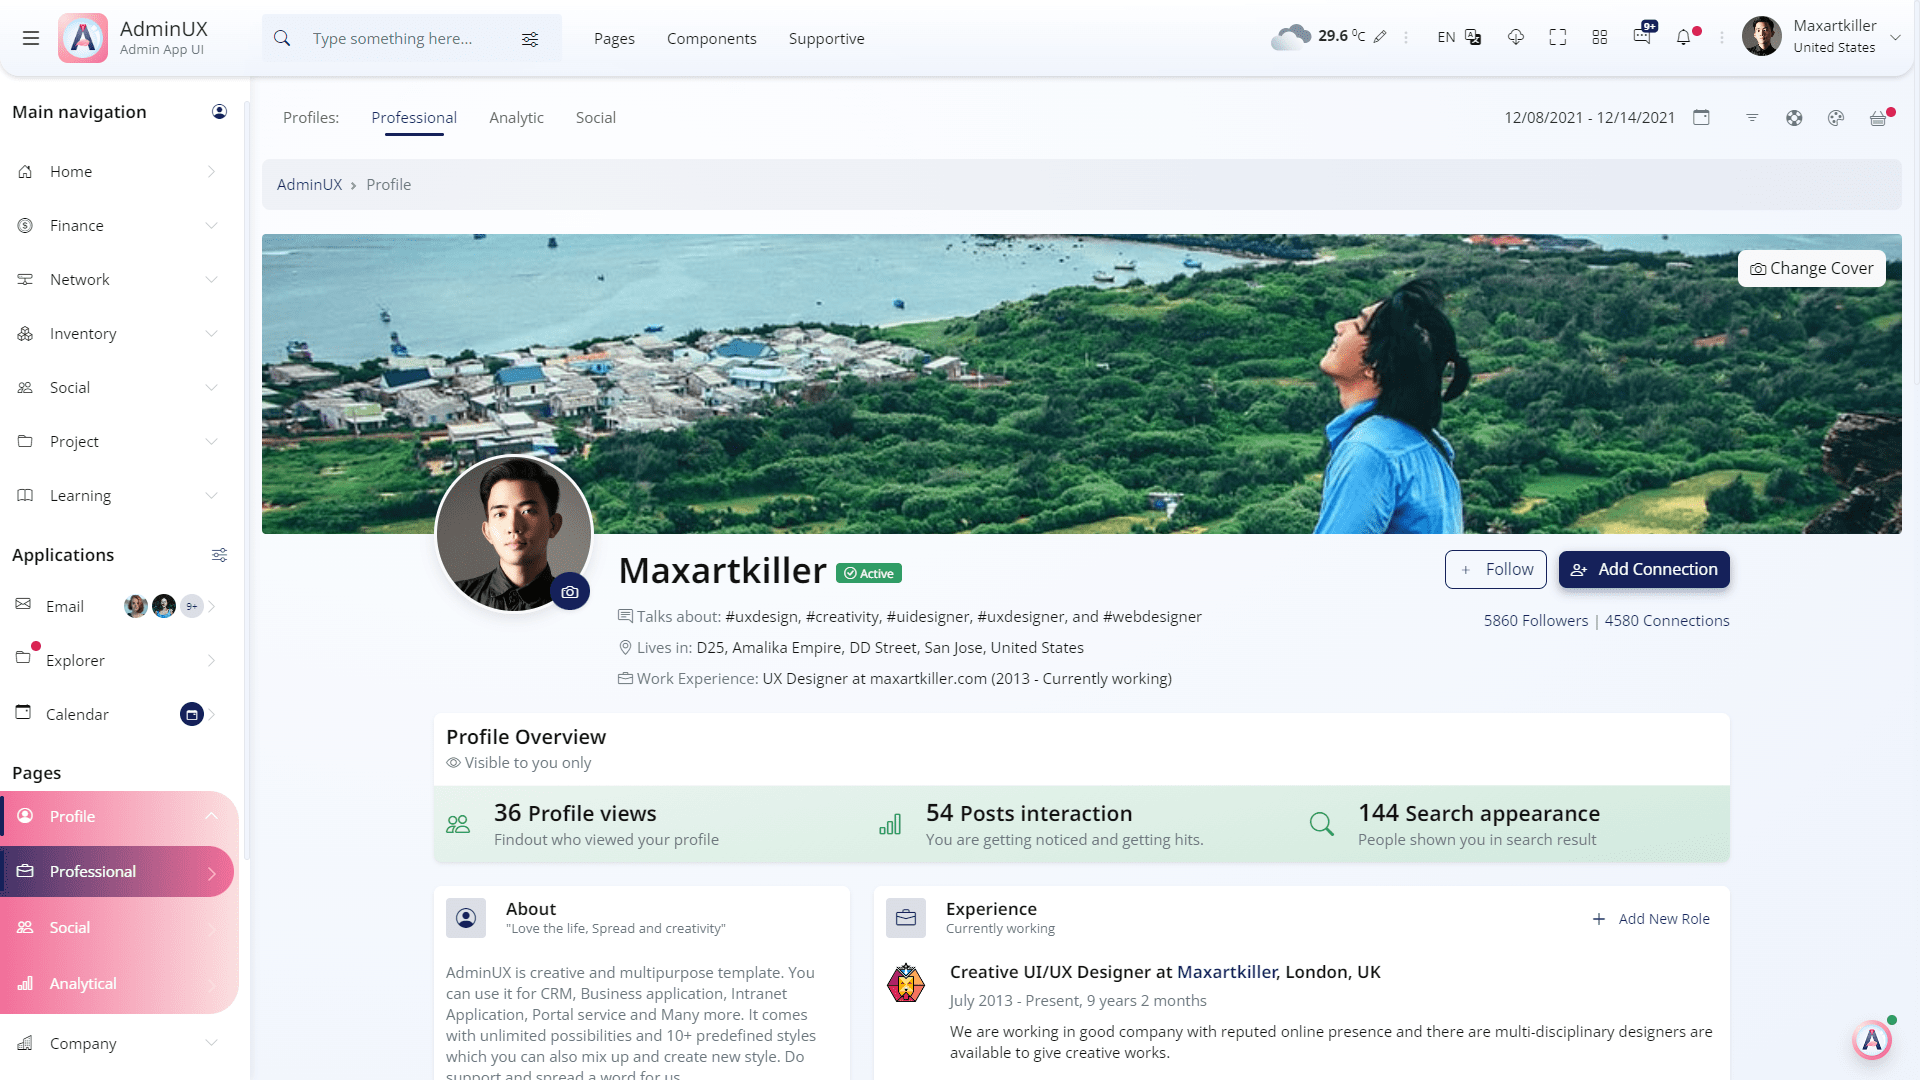 AdminUX
Admin App UI
Type something here...
Pages
Components
Supportive
29.6 °C
EN
9+
Maxartkiller
United States
Main navigation
Home
Finance
Network
Inventory
Social
Project
Learning
Applications
Email
9+
Explorer
Calendar
Pages
Profile
Professional
Social
Analytical
Company
Profiles:
Professional
Analytic
Social
12/08/2021 - 12/14/2021
AdminUX › Profile
Change Cover
Maxartkiller
Active
Follow
Add Connection
Talks about: #uxdesign, #creativity, #uidesigner, #uxdesigner, and #webdesigner
5860 Followers | 4580 Connections
Lives in: D25, Amalika Empire, DD Street, San Jose, United States
Work Experience: UX Designer at maxartkiller.com (2013 - Currently working)
Profile Overview
Visible to you only
36 Profile views
Findout who viewed your profile
54 Posts interaction
You are getting noticed and getting hits.
144 Search appearance
People shown you in search result
About
"Love the life, Spread and creativity"
AdminUX is creative and multipurpose template. You
can use it for CRM, Business application, Intranet
Application, Portal service and Many more. It comes
with unlimited possibilities and 10+ predefined styles
which you can also mix up and create new style. Do
support and spread a word for us.
Experience
Currently working
Add New Role
Creative UI/UX Designer at Maxartkiller, London, UK
July 2013 - Present, 9 years 2 months
We are working in good company with reputed online presence and there are multi-disciplinary designers are
available to give creative works.